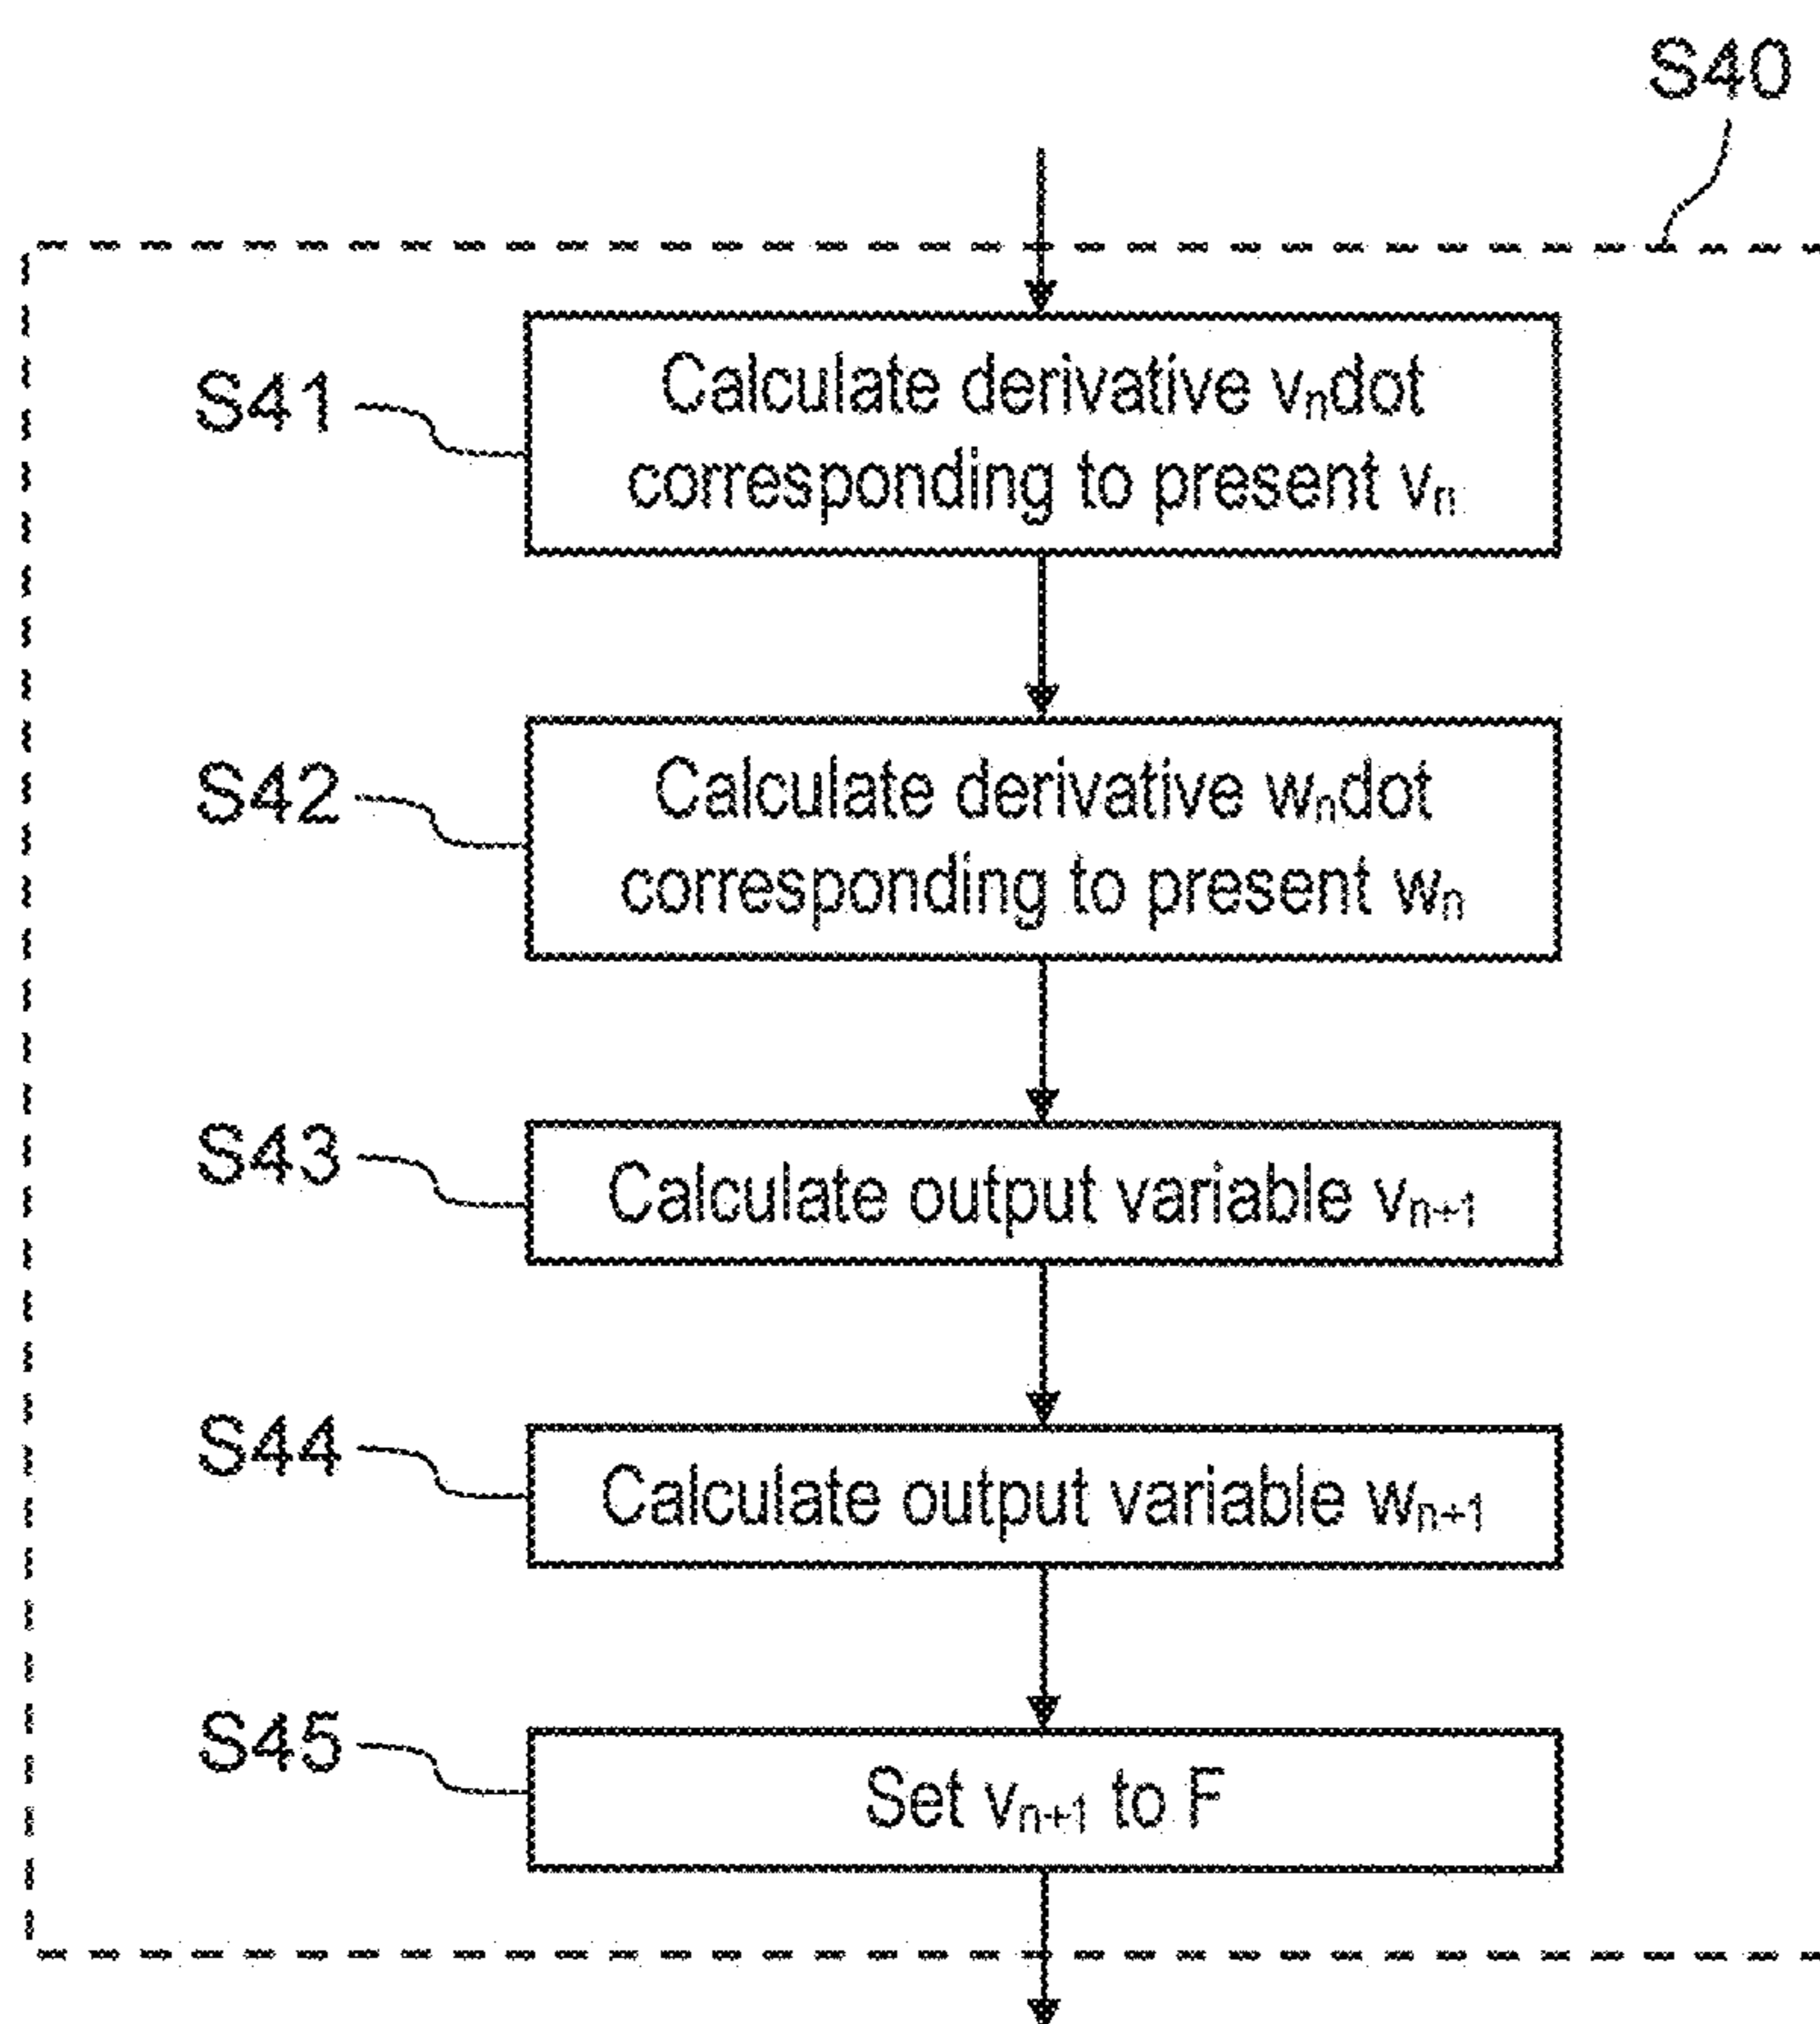 S40
S41
Calculate derivative vₙdot
corresponding to present vₙ
S42
Calculate derivative wₙdot
corresponding to present wₙ
S43
Calculate output variable vₙ₊₁
S44
Calculate output variable wₙ₊₁
S45
Set vₙ₊₁ to F